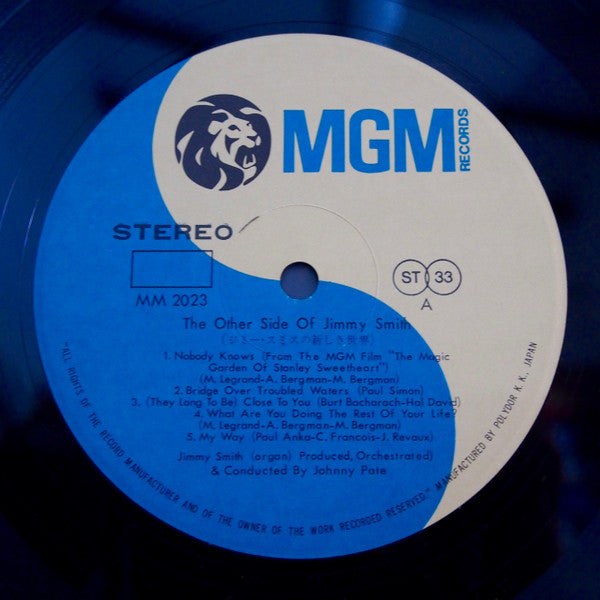 MGM
RECORDS
STEREO
MM 2023
ST 33
A
The Other Side Of Jimmy Smith
(ジミー・スミスの新しき世界)
1. Nobody Knows (From The MGM Film "The Magic
Garden Of Stanley Sweetheart")
(M. Legrand-A. Bergman-M. Bergman)
2. Bridge Over Troubled Waters (Paul Simon)
3. (They Long To Be) Close To You (Burt Bacharach-Hal David)
4. What Are You Doing The Rest Of Your Life?
(M. Legrand-A. Bergman-M. Bergman)
5. My Way (Paul Anka-C. Francois-J. Revaux)
Jimmy Smith (organ) Produced, Orchestrated)
& Conducted By Johnny Pate
"ALL RIGHTS OF THE RECORD MANUFACTURER AND OF THE OWNER OF THE WORK RECORDED RESERVED." MANUFACTURED BY POLYDOR K. K. JAPAN